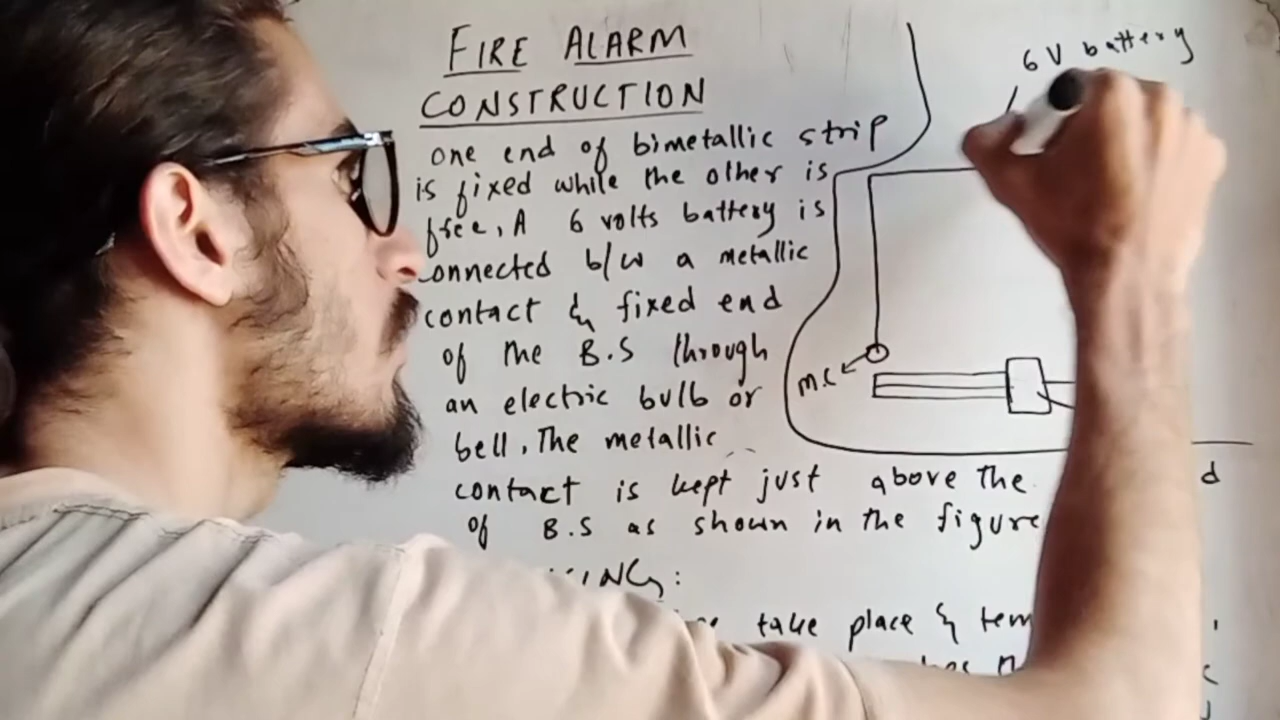 FIRE ALARM
CONSTRUCTION
one end of bimetallic strip
is fixed while the other is
free, A 6 volts battery is
connected b/w a metallic
contact & fixed end
of the B.S through
an electric bulb or
bell, The metallic
contact is kept just above the
of B.S as shown in the figure
take place &
6 V battery
M.C